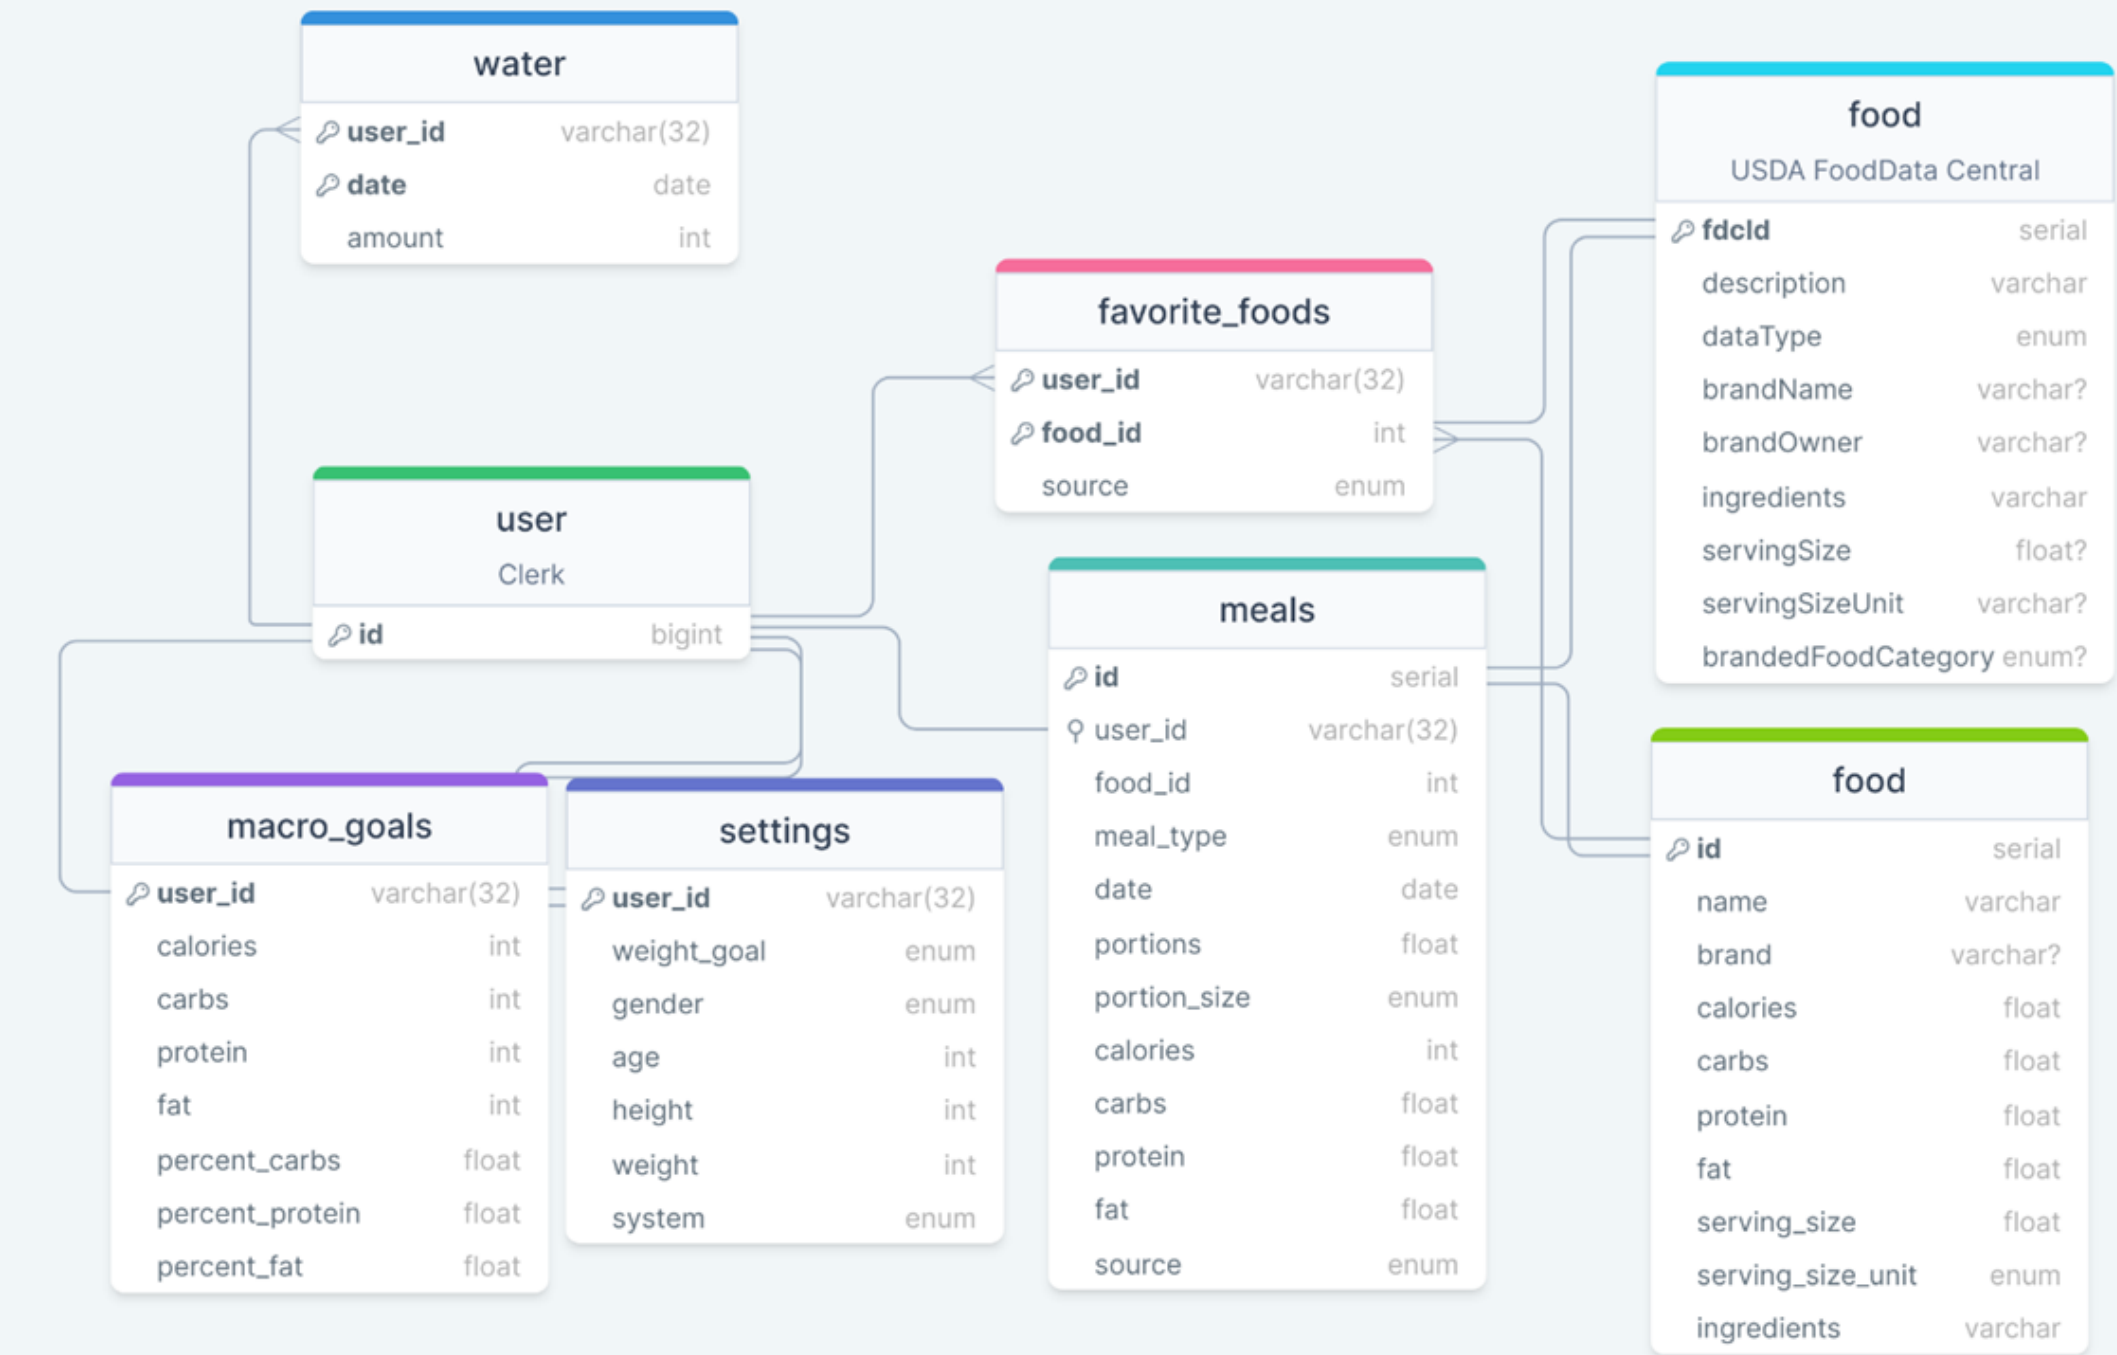 water
user_id varchar(32)
date date
amount int
user
Clerk
id bigint
macro_goals
user_id varchar(32)
calories int
carbs int
protein int
fat int
percent_carbs float
percent_protein float
percent_fat float
settings
user_id varchar(32)
weight_goal enum
gender enum
age int
height int
weight int
system enum
favorite_foods
user_id varchar(32)
food_id int
source enum
meals
id serial
user_id varchar(32)
food_id int
meal_type enum
date date
portions float
portion_size enum
calories int
carbs float
protein float
fat float
source enum
food
USDA FoodData Central
fdcId serial
description varchar
dataType enum
brandName varchar?
brandOwner varchar?
ingredients varchar
servingSize float?
servingSizeUnit varchar?
brandedFoodCategory enum?
food
id serial
name varchar
brand varchar?
calories float
carbs float
protein float
fat float
serving_size float
serving_size_unit enum
ingredients varchar